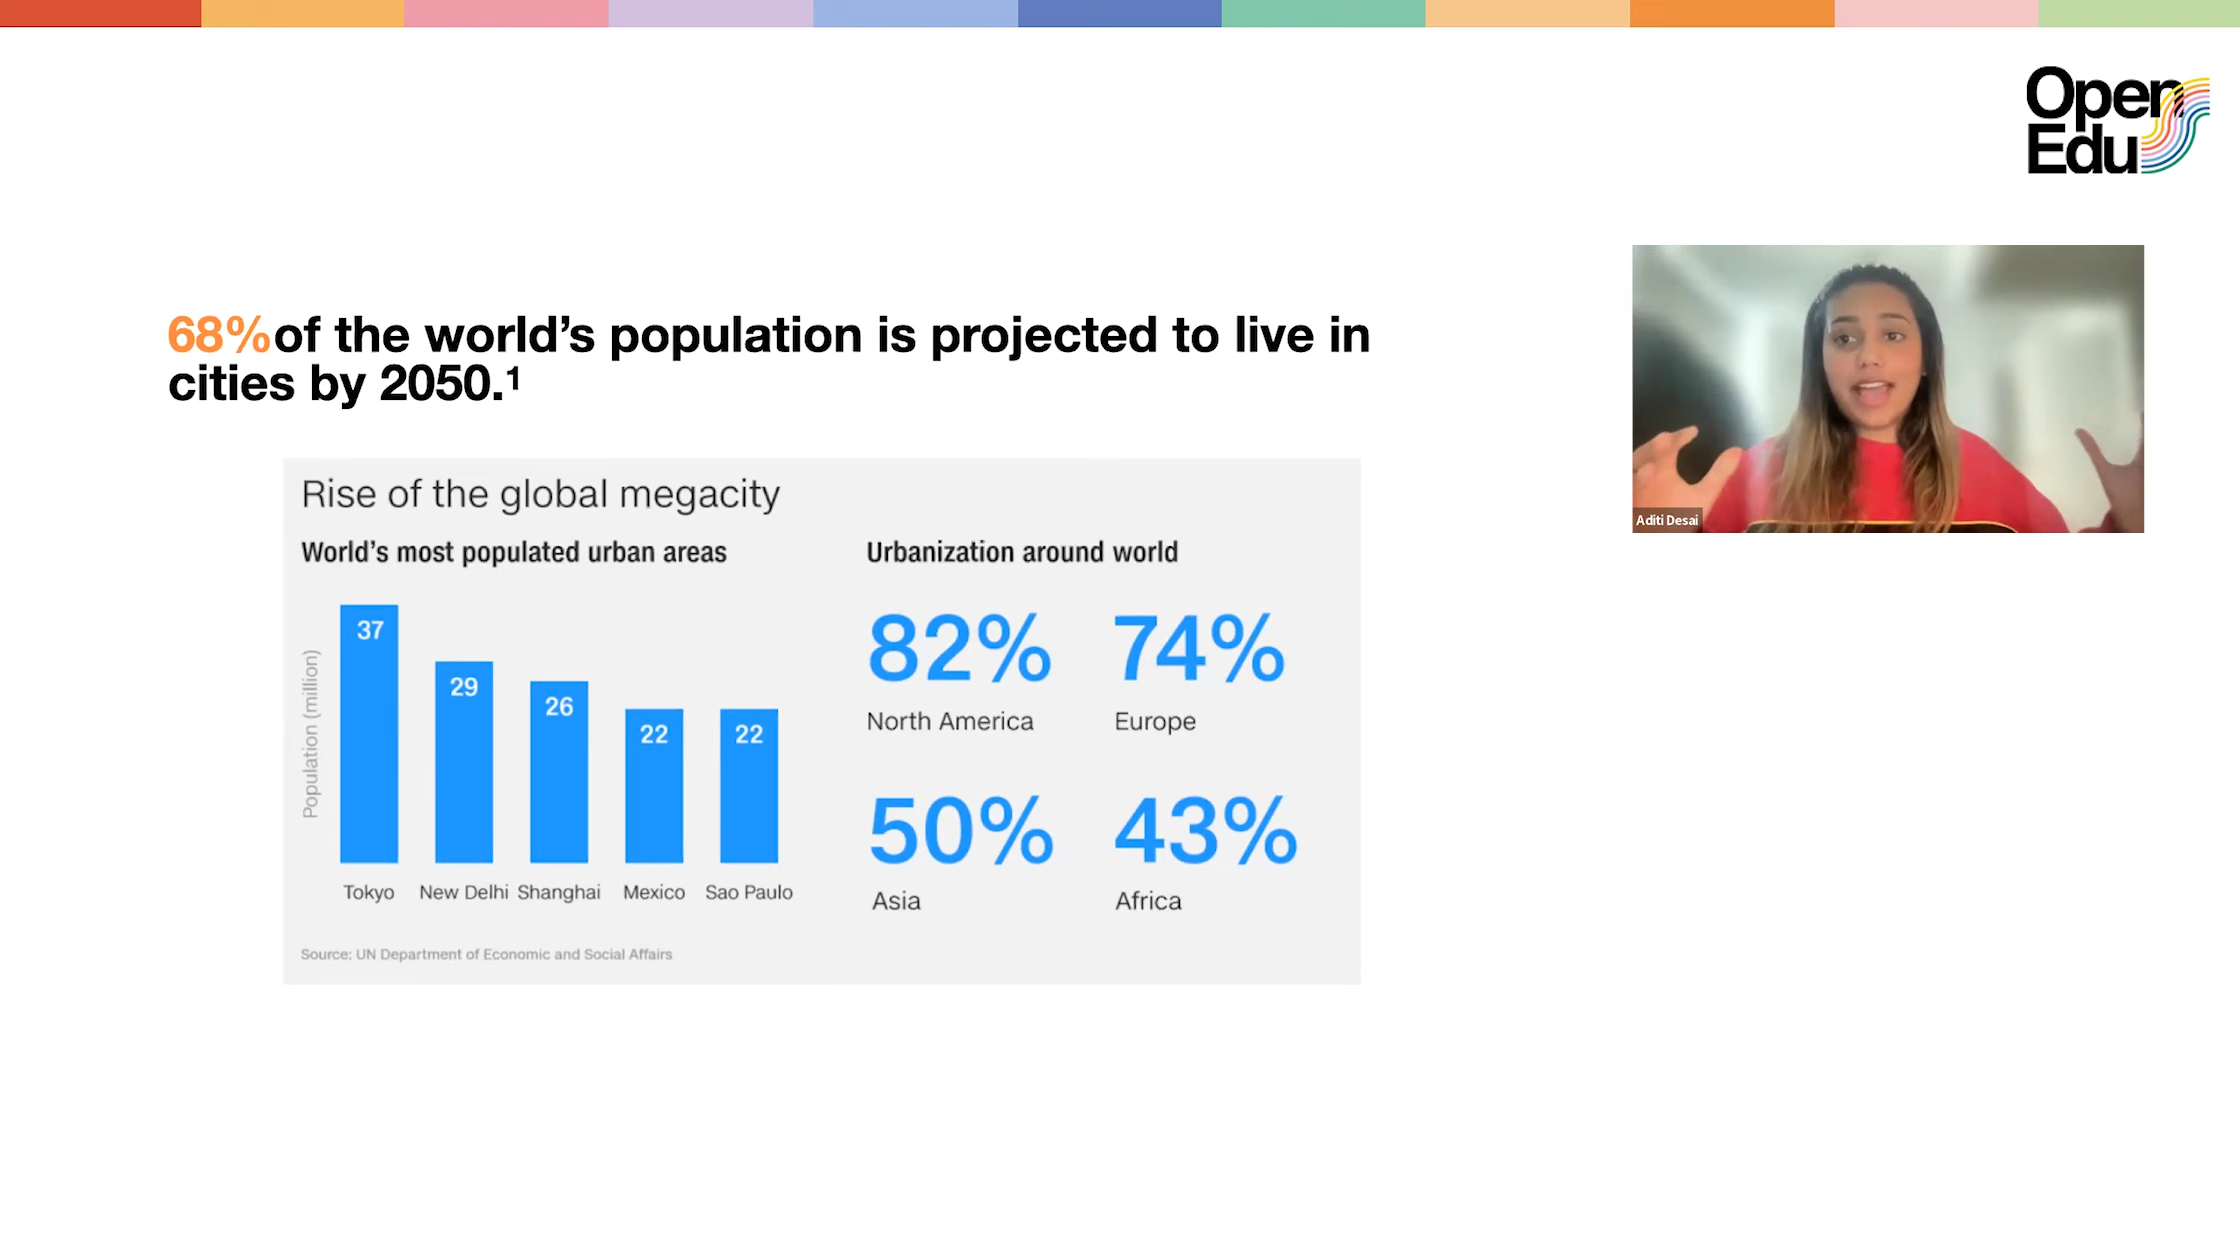 Open
Edu
68% of the world's population is projected to live in
cities by 2050.¹
Aditi Desai
Rise of the global megacity
World's most populated urban areas
Population (million)
37
29
26
22
22
Tokyo
New Delhi
Shanghai
Mexico
Sao Paulo
Source: UN Department of Economic and Social Affairs
Urbanization around world
82%
North America
74%
Europe
50%
Asia
43%
Africa